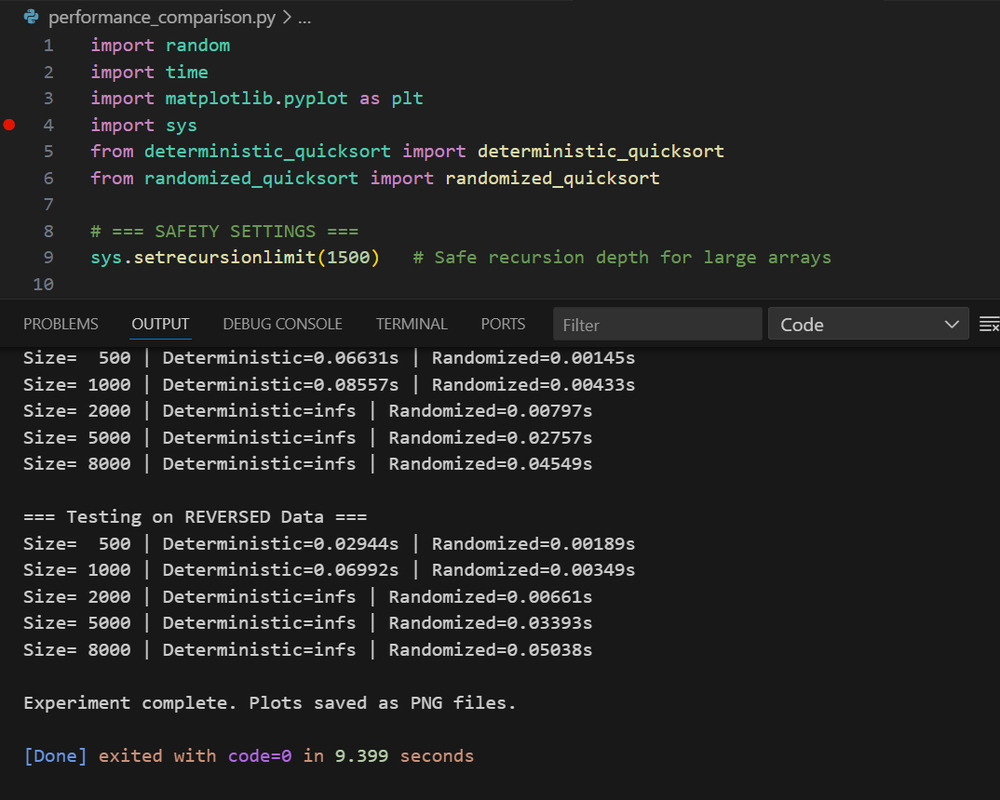 performance_comparison.py > ...
1 import random
2 import time
3 import matplotlib.pyplot as plt
4 import sys
5 from deterministic_quicksort import deterministic_quicksort
6 from randomized_quicksort import randomized_quicksort
7
8 # === SAFETY SETTINGS ===
9 sys.setrecursionlimit(1500)   # Safe recursion depth for large arrays
10
PROBLEMS OUTPUT DEBUG CONSOLE TERMINAL PORTS Filter Code
Size=  500 | Deterministic=0.06631s | Randomized=0.00145s
Size= 1000 | Deterministic=0.08557s | Randomized=0.00433s
Size= 2000 | Deterministic=infs | Randomized=0.00797s
Size= 5000 | Deterministic=infs | Randomized=0.02757s
Size= 8000 | Deterministic=infs | Randomized=0.04549s
=== Testing on REVERSED Data ===
Size=  500 | Deterministic=0.02944s | Randomized=0.00189s
Size= 1000 | Deterministic=0.06992s | Randomized=0.00349s
Size= 2000 | Deterministic=infs | Randomized=0.00661s
Size= 5000 | Deterministic=infs | Randomized=0.03393s
Size= 8000 | Deterministic=infs | Randomized=0.05038s
Experiment complete. Plots saved as PNG files.
[Done] exited with code=0 in 9.399 seconds